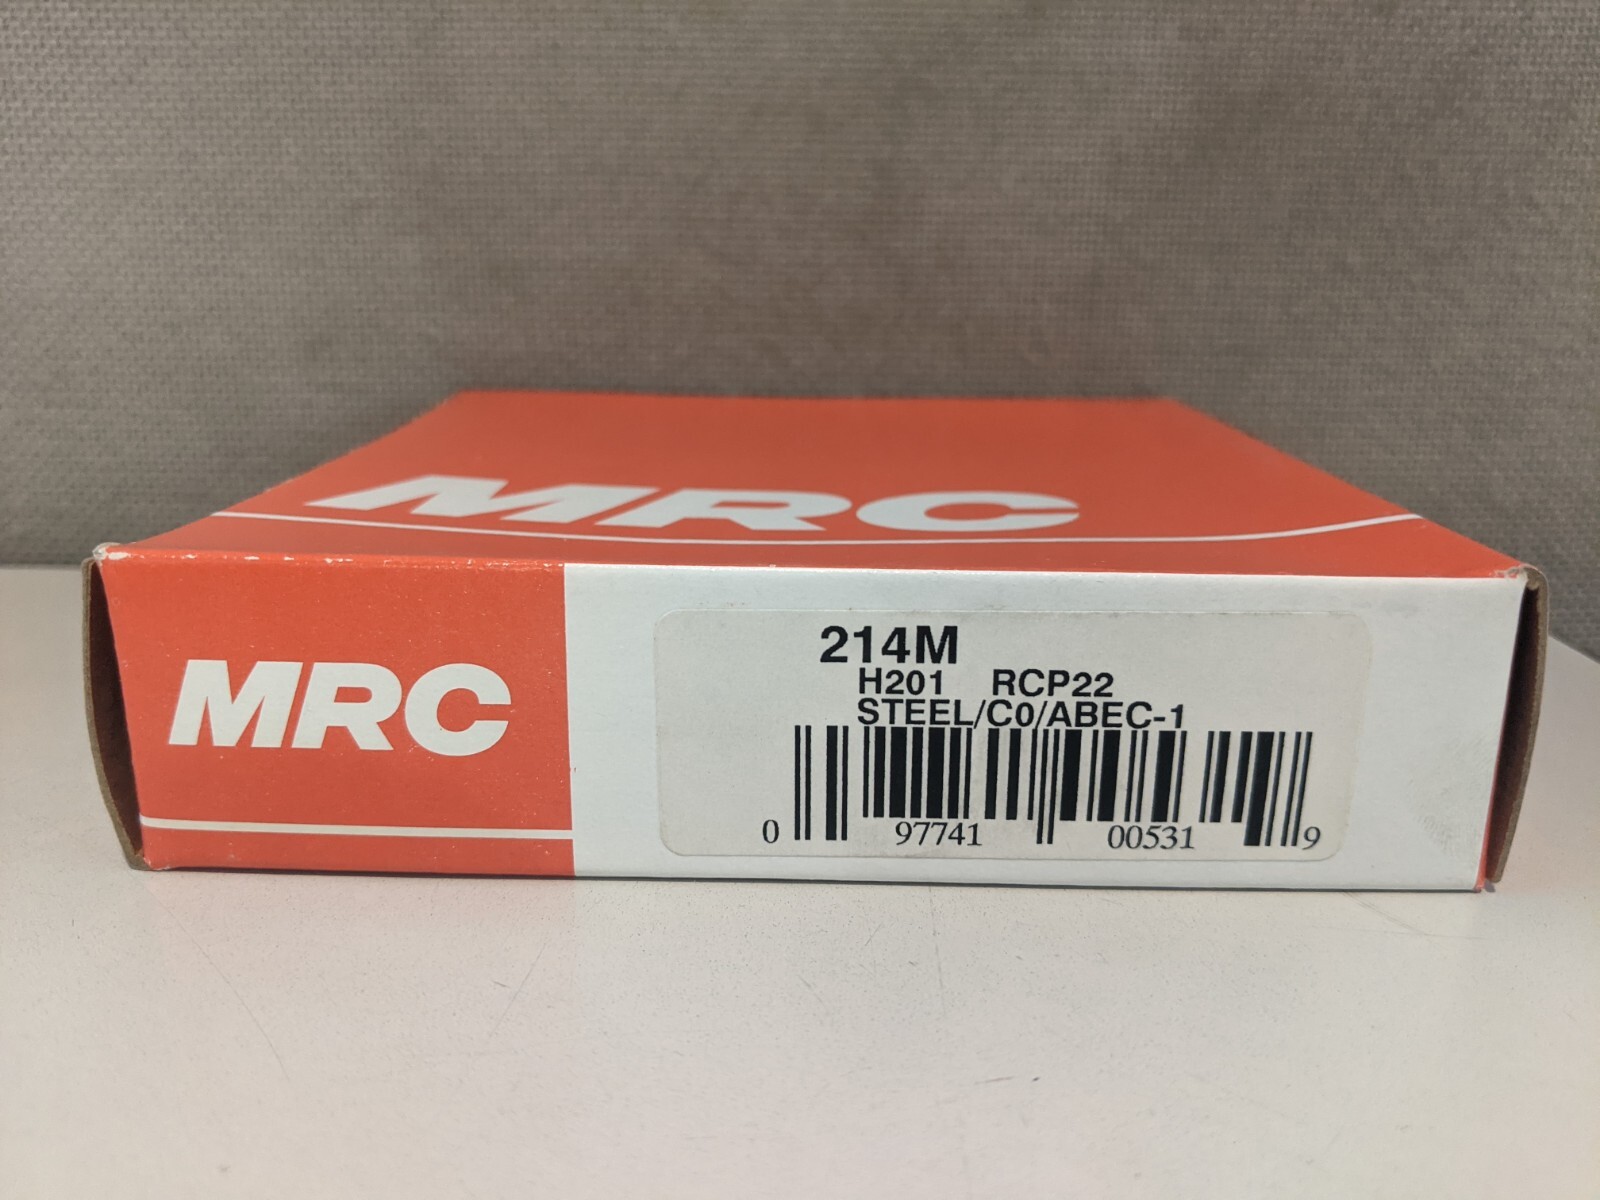 MRC
MRC
214M
H201 RCP22
STEEL/C0/ABEC-1
0 97741 00531 9